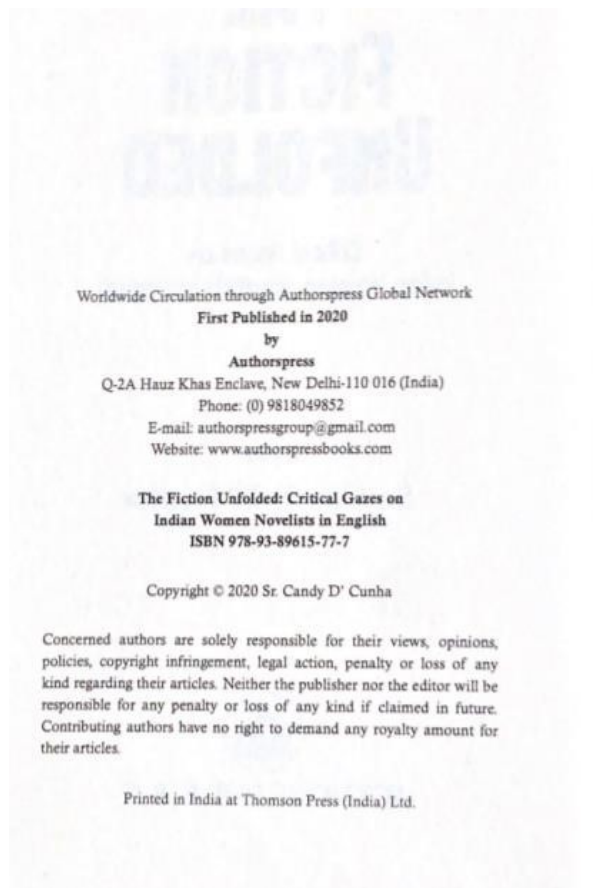 FICTION
UNFOLDED
Worldwide Circulation through Authorspress Global Network
First Published in 2020
by
Authorspress
Q-2A Hauz Khas Enclave, New Delhi-110 016 (India)
Phone: (0) 9818049852
E-mail: authorspressgroup@gmail.com
Website: www.authorspressbooks.com
The Fiction Unfolded: Critical Gazes on
Indian Women Novelists in English
ISBN 978-93-89615-77-7
Copyright © 2020 Sr. Candy D' Cunha
Concerned authors are solely responsible for their views, opinions,
policies, copyright infringement, legal action, penalty or loss of any
kind regarding their articles. Neither the publisher nor the editor will be
responsible for any penalty or loss of any kind if claimed in future.
Contributing authors have no right to demand any royalty amount for
their articles.
Printed in India at Thomson Press (India) Ltd.